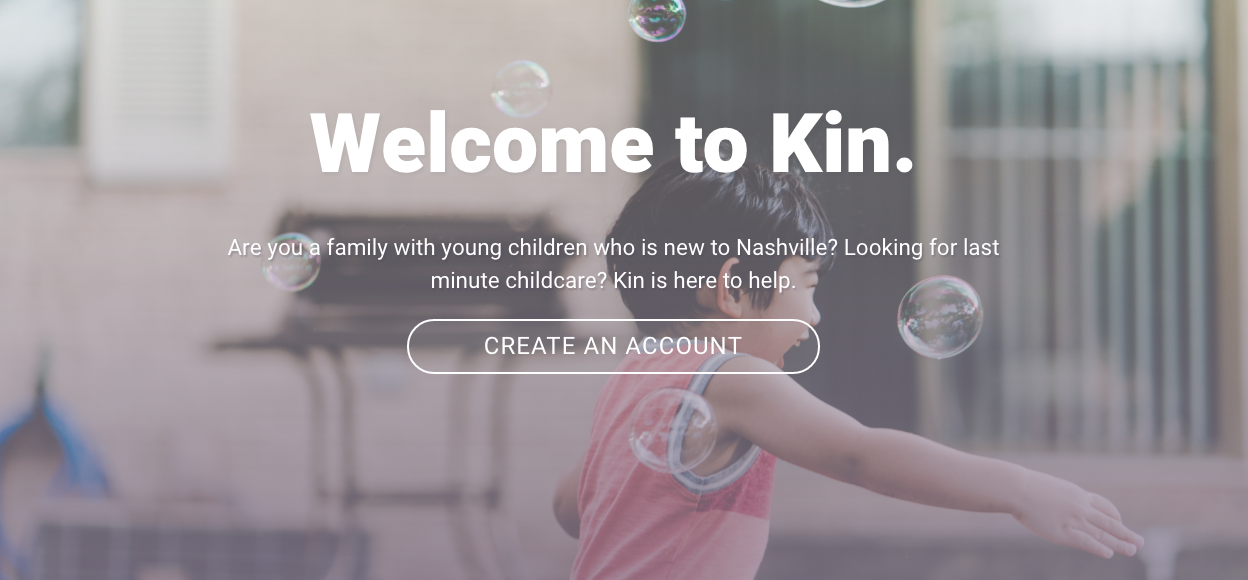 Welcome to Kin.
Are you a family with young children who is new to Nashville? Looking for last
minute childcare? Kin is here to help.
CREATE AN ACCOUNT